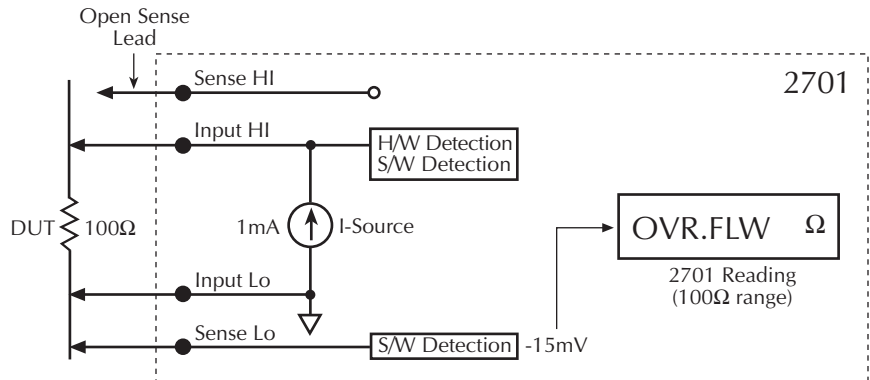 Open Sense
Lead
Sense HI
2701
Input HI
H/W Detection
S/W Detection
DUT
100Ω
1mA
I-Source
OVR.FLW Ω
2701 Reading
(100Ω range)
Input Lo
Sense Lo
S/W Detection
-15mV